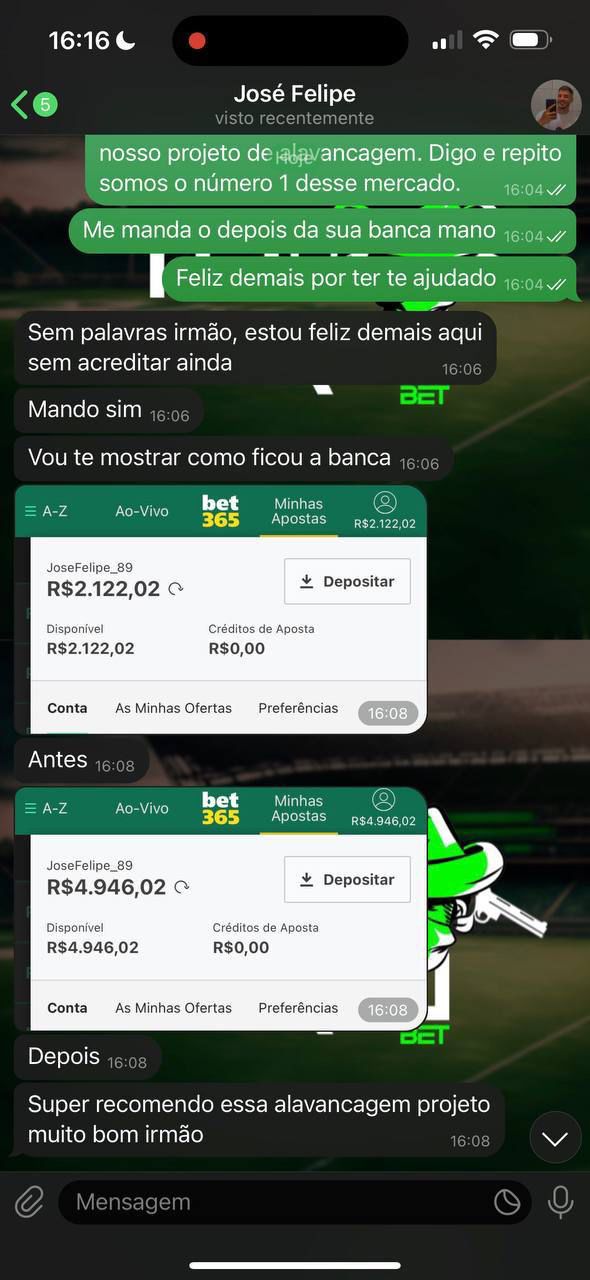 16:16
5
José Felipe
visto recentemente
Hoje
nosso projeto de alavancagem. Digo e repito
somos o número 1 desse mercado. 16:04
Me manda o depois da sua banca mano 16:04
Feliz demais por ter te ajudado 16:04
Sem palavras irmão, estou feliz demais aqui
sem acreditar ainda 16:06
Mando sim 16:06
BET
Vou te mostrar como ficou a banca 16:06
A-Z Ao-Vivo bet365 Minhas Apostas R$2.122,02
JoseFelipe_89
R$2.122,02 Depositar
Disponível Créditos de Aposta
R$2.122,02 R$0,00
Conta As Minhas Ofertas Preferências 16:08
Antes 16:08
A-Z Ao-Vivo bet365 Minhas Apostas R$4.946,02
JoseFelipe_89
R$4.946,02 Depositar
Disponível Créditos de Aposta
R$4.946,02 R$0,00
Conta As Minhas Ofertas Preferências 16:08
BET
Depois 16:08
Super recomendo essa alavancagem projeto
muito bom irmão 16:08
Mensagem